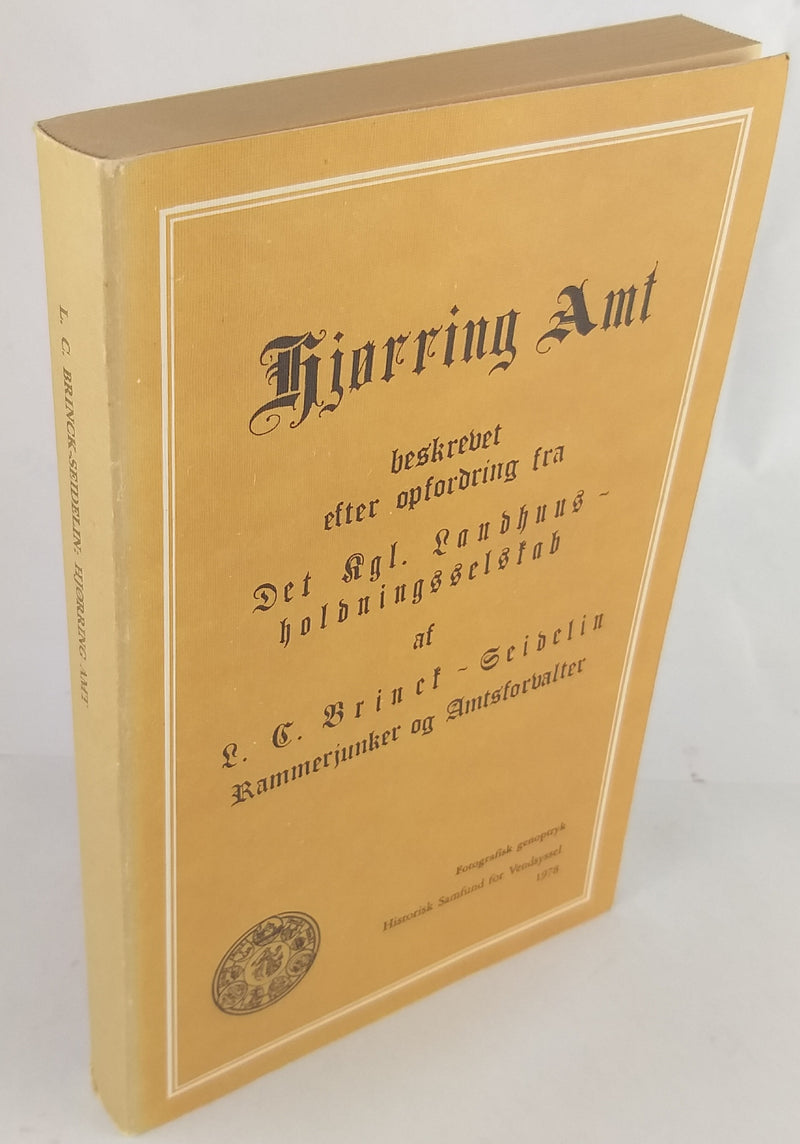 L. C. BRINCK-SEIDELIN: HJØRRING AMT
Hjørring Amt
beskrevet
efter opfordring fra
Det Kgl. Landhuus-
holdningsselskab
af
L. C. Brinck-Seidelin
Kammerjunker og Amtsforvalter
Fotografisk genoptryk
Historisk Samfund for Vendsyssel
1978